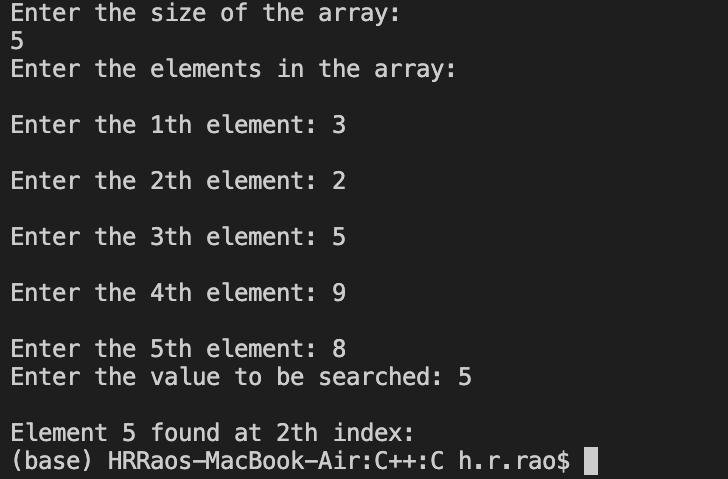 Enter the size of the array:
5
Enter the elements in the array:
Enter the 1th element: 3
Enter the 2th element: 2
Enter the 3th element: 5
Enter the 4th element: 9
Enter the 5th element: 8
Enter the value to be searched: 5
Element 5 found at 2th index:
(base) HRRaos-MacBook-Air:C++:C h.r.rao$